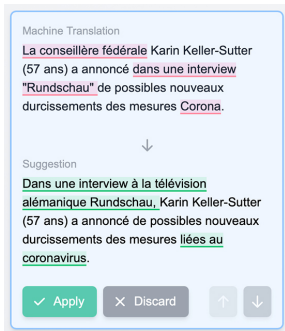 Machine Translation
La conseillère fédérale Karin Keller-Sutter
(57 ans) a annoncé dans une interview
"Rundschau" de possibles nouveaux
durcissements des mesures Corona.
Suggestion
Dans une interview à la télévision
alémanique Rundschau, Karin Keller-Sutter
(57 ans) a annoncé de possibles nouveaux
durcissements des mesures liées au
coronavirus.
Apply
Discard